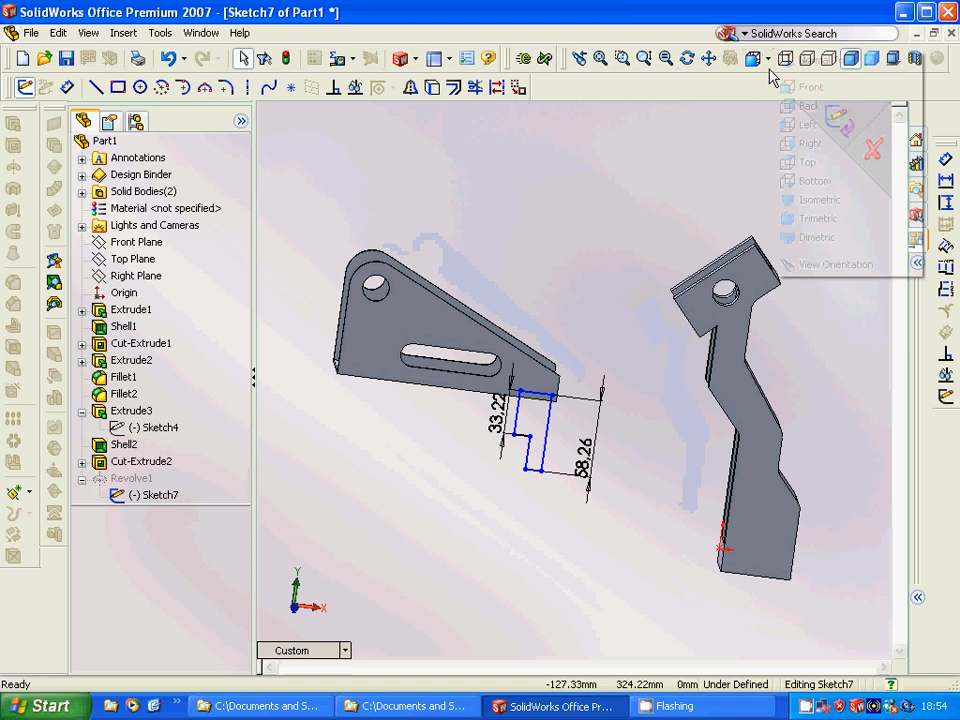 SolidWorks Office Premium 2007 - [Sketch7 of Part1 *]
File Edit View Insert Tools Window Help
SolidWorks Search
Part1
Annotations
Design Binder
Solid Bodies(2)
Material <not specified>
Lights and Cameras
Front Plane
Top Plane
Right Plane
Origin
Extrude1
Shell1
Cut-Extrude1
Extrude2
Fillet1
Fillet2
Extrude3
(-) Sketch4
Shell2
Cut-Extrude2
Revolve1
(-) Sketch7
Front
Back
Left
Right
Top
Bottom
Isometric
Trimetric
Dimetric
View Orientation
33,22
58,26
Y
X
Custom
Ready
-127.33mm 324.22mm 0mm Under Defined Editing Sketch7
Start
C:\Documents and S...
C:\Documents and S...
SolidWorks Office Pr...
Flashing
18:54